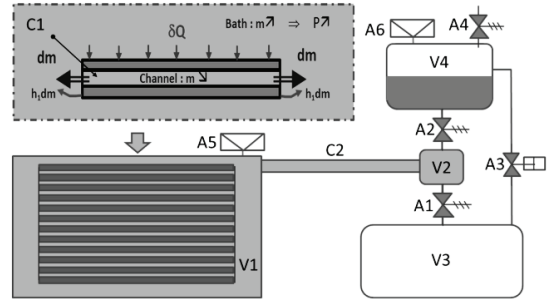 C1
δQ
Bath : m↗ ⇒ P↗
dm
dm
Channel : m ↘
h₁dm
h₁dm
A6
A4
V4
A5
C2
A2
V2
A3
A1
V1
V3